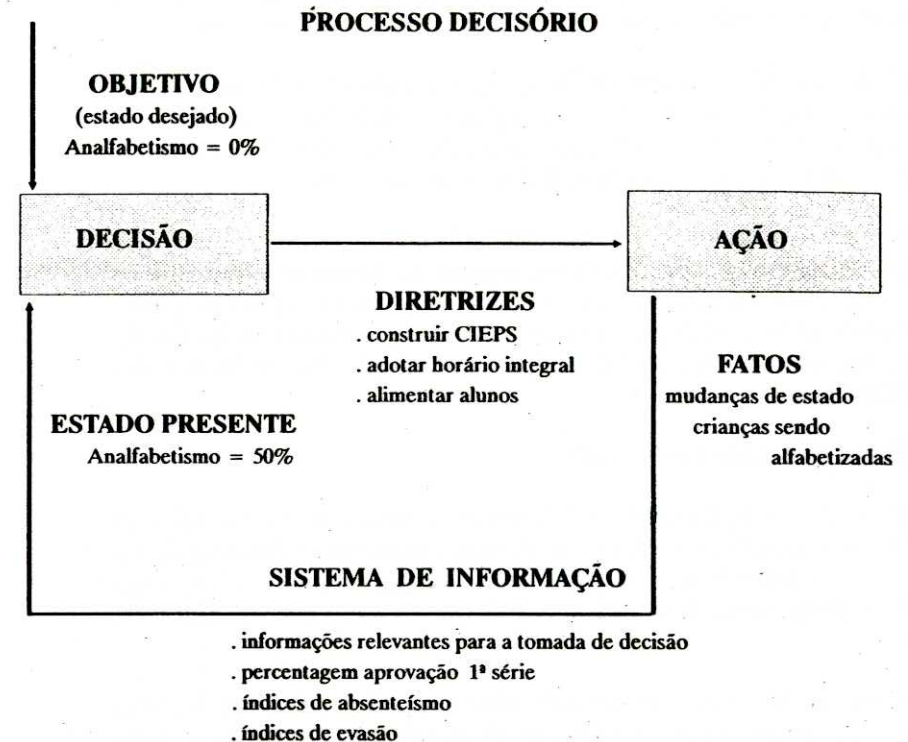 PROCESSO DECISÓRIO
OBJETIVO
(estado desejado)
Analfabetismo = 0%
DECISÃO
AÇÃO
DIRETRIZES
. construir CIEPS
. adotar horário integral
. alimentar alunos
FATOS
mudanças de estado
crianças sendo
alfabetizadas
ESTADO PRESENTE
Analfabetismo = 50%
SISTEMA DE INFORMAÇÃO
. informações relevantes para a tomada de decisão
. percentagem aprovação 1ª série
. índices de absenteísmo
. índices de evasão